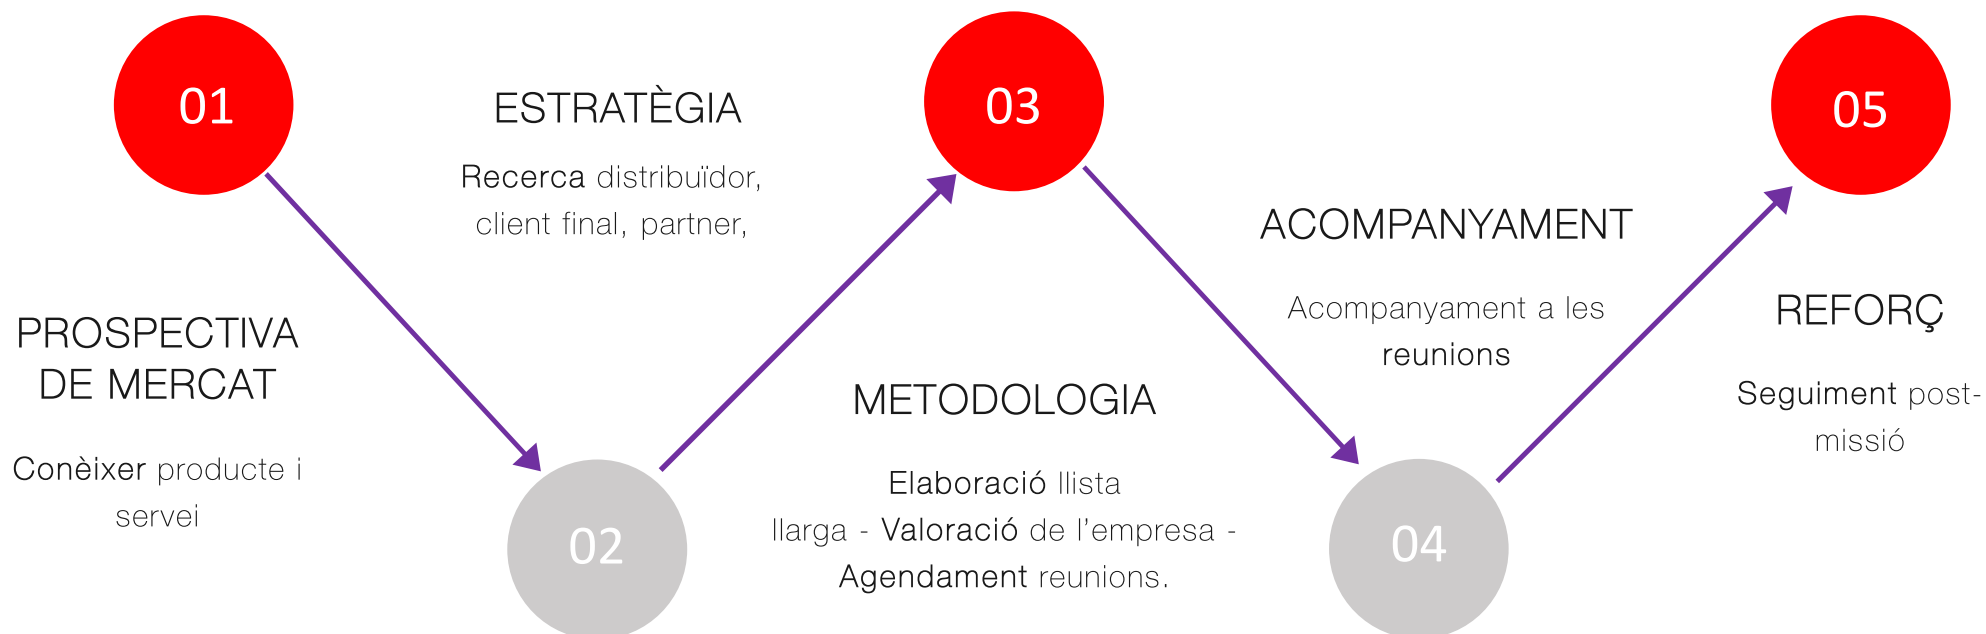 01
PROSPECTIVA
DE MERCAT
Conèixer producte i
servei
02
ESTRATÈGIA
Recerca distribuïdor,
client final, partner,
03
METODOLOGIA
Elaboració llista
llarga - Valoració de l'empresa -
Agendament reunions.
04
ACOMPANYAMENT
Acompanyament a les
reunions
05
REFORÇ
Seguiment post-
missió